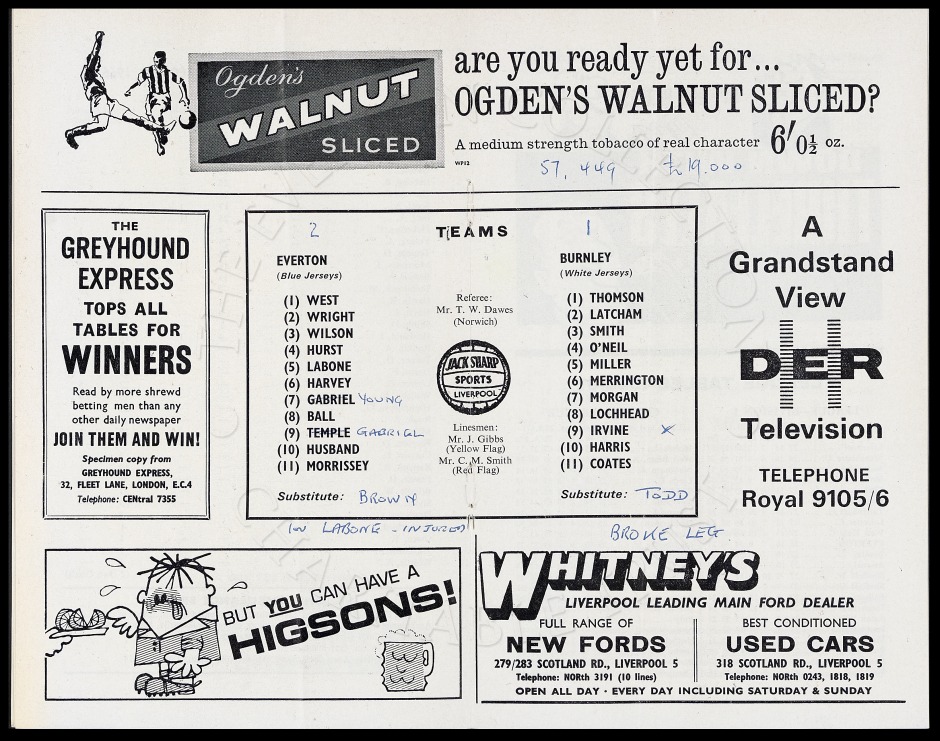 Ogden's
WALNUT
SLICED
are you ready yet for...
OGDEN'S WALNUT SLICED?
A medium strength tobacco of real character 6'0½ oz.
WP12
57,449 £19.000
THE
GREYHOUND
EXPRESS
TOPS ALL
TABLES FOR
WINNERS
Read by more shrewd
betting men than any
other daily newspaper
JOIN THEM AND WIN!
Specimen copy from
GREYHOUND EXPRESS,
32, FLEET LANE, LONDON, E.C.4
Telephone: CENtral 7355
2 TEAMS 1
EVERTON
(Blue Jerseys)
(1) WEST
(2) WRIGHT
(3) WILSON
(4) HURST
(5) LABONE
(6) HARVEY
(7) GABRIEL YOUNG
(8) BALL
(9) TEMPLE GABRIEL
(10) HUSBAND
(11) MORRISSEY
Substitute: BROWN
Referee:
Mr. T. W. Dawes
(Norwich)
JACK SHARP
SPORTS
LIVERPOOL
Linesmen:
Mr. J. Gibbs
(Yellow Flag)
Mr. C. M. Smith
(Red Flag)
BURNLEY
(White Jerseys)
(1) THOMSON
(2) LATCHAM
(3) SMITH
(4) O'NEIL
(5) MILLER
(6) MERRINGTON
(7) MORGAN
(8) LOCHHEAD
(9) IRVINE x
(10) HARRIS
(11) COATES
Substitute: TODD
LABONE - INJURED
BROKE LEG.
A
Grandstand
View
DER
Television
TELEPHONE
Royal 9105/6
BUT YOU CAN HAVE A
HIGSONS!
WHITNEYS
LIVERPOOL LEADING MAIN FORD DEALER
FULL RANGE OF
NEW FORDS
279/283 SCOTLAND RD., LIVERPOOL 5
Telephone: NORth 3191 (10 lines)
BEST CONDITIONED
USED CARS
318 SCOTLAND RD., LIVERPOOL 5
Telephone: NORth 0243, 1818, 1819
OPEN ALL DAY · EVERY DAY INCLUDING SATURDAY & SUNDAY